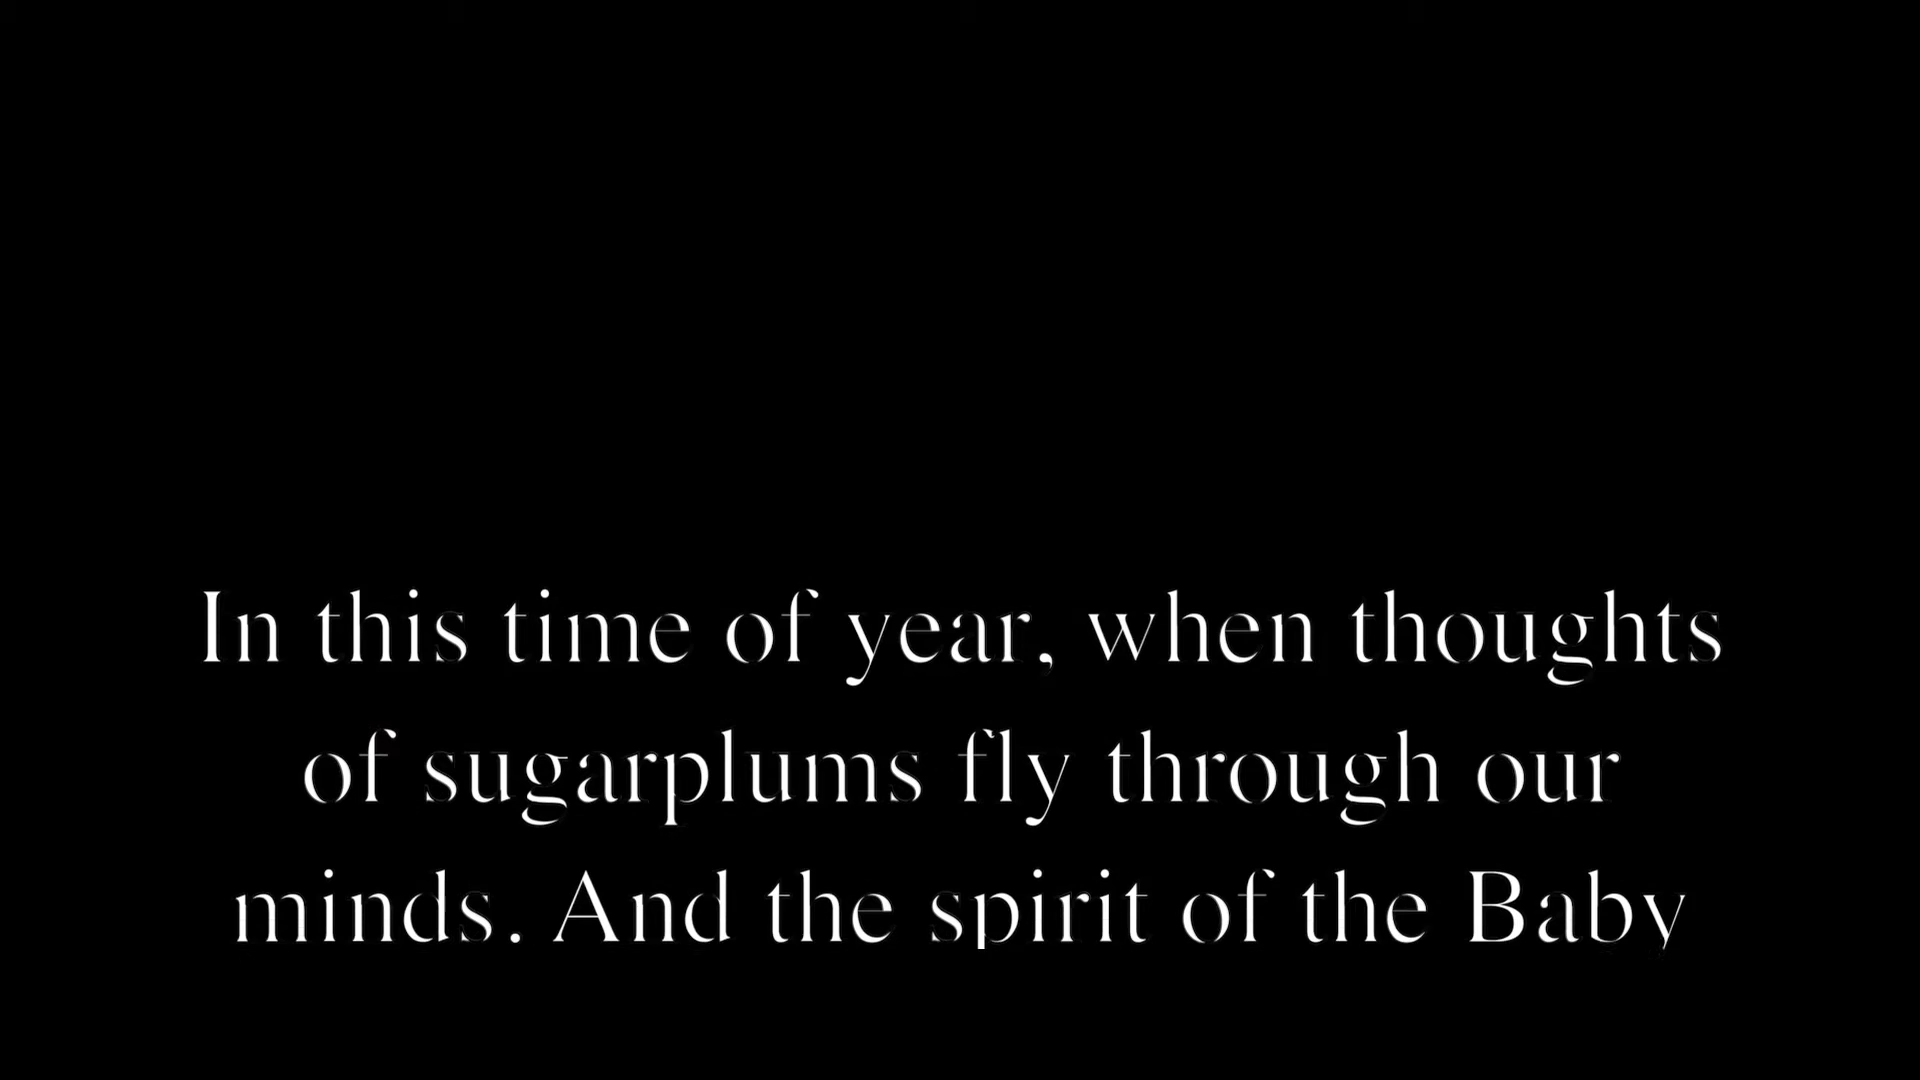 In this time of year, when thoughts
of sugarplums fly through our
minds. And the spirit of the Baby